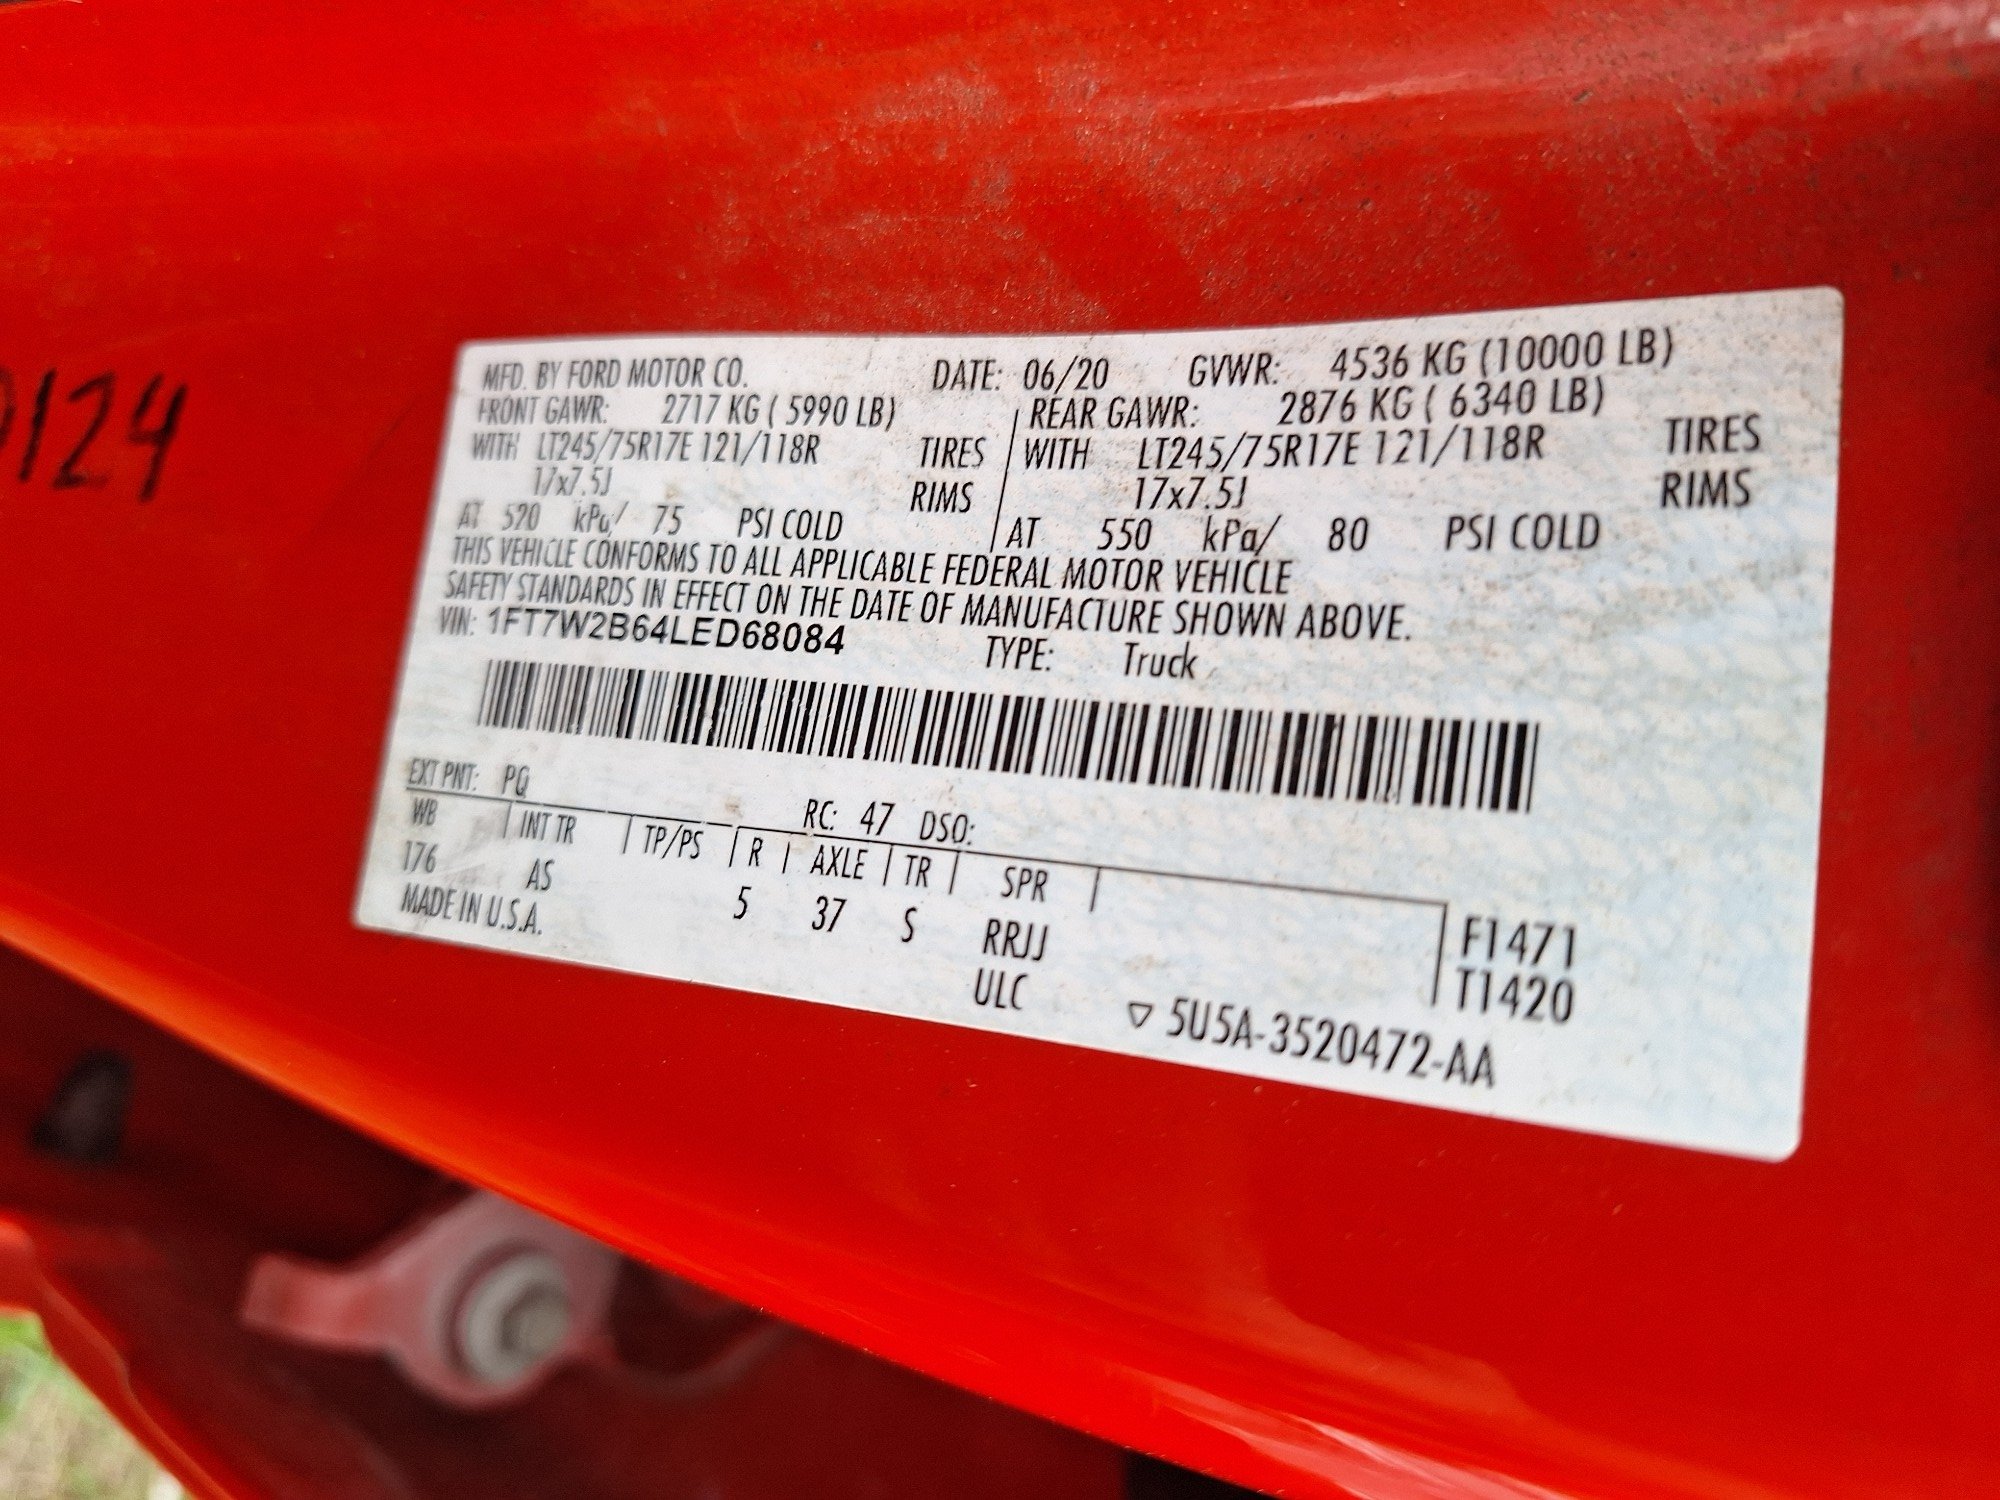 124
MFD. BY FORD MOTOR CO. DATE: 06/20 GVWR: 4536 KG (10000 LB)
FRONT GAWR: 2717 KG ( 5990 LB) REAR GAWR: 2876 KG ( 6340 LB)
WITH LT245/75R17E 121/118R TIRES WITH LT245/75R17E 121/118R TIRES
17x7.5J RIMS 17x7.5J RIMS
AT 520 kPa/ 75 PSI COLD AT 550 kPa/ 80 PSI COLD
THIS VEHICLE CONFORMS TO ALL APPLICABLE FEDERAL MOTOR VEHICLE
SAFETY STANDARDS IN EFFECT ON THE DATE OF MANUFACTURE SHOWN ABOVE.
VIN: 1FT7W2B64LED68084 TYPE: Truck
EXT PNT: PQ RC: 47 DSO:
WB INT TR TP/PS R AXLE TR SPR
176 AS 5 37 S RRJJ F1471
MADE IN U.S.A. ULC T1420
▽ 5U5A-3520472-AA